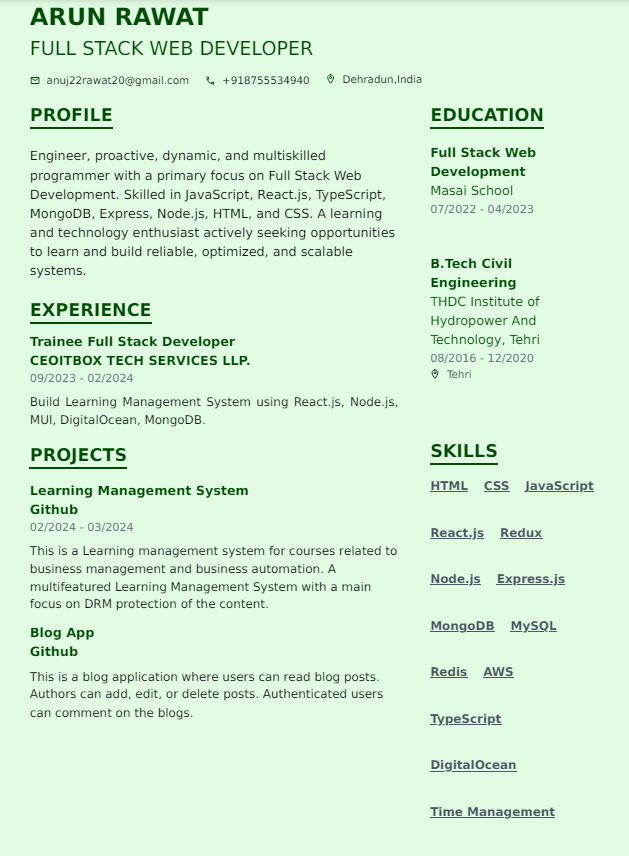 ARUN RAWAT
FULL STACK WEB DEVELOPER
anuj22rawat20@gmail.com +918755534940 Dehradun,India
PROFILE
Engineer, proactive, dynamic, and multiskilled
programmer with a primary focus on Full Stack Web
Development. Skilled in JavaScript, React.js, TypeScript,
MongoDB, Express, Node.js, HTML, and CSS. A learning
and technology enthusiast actively seeking opportunities
to learn and build reliable, optimized, and scalable
systems.
EXPERIENCE
Trainee Full Stack Developer
CEOITBOX TECH SERVICES LLP.
09/2023 - 02/2024
Build Learning Management System using React.js, Node.js,
MUI, DigitalOcean, MongoDB.
PROJECTS
Learning Management System
Github
02/2024 - 03/2024
This is a Learning management system for courses related to
business management and business automation. A
multifeatured Learning Management System with a main
focus on DRM protection of the content.
Blog App
Github
This is a blog application where users can read blog posts.
Authors can add, edit, or delete posts. Authenticated users
can comment on the blogs.
EDUCATION
Full Stack Web
Development
Masai School
07/2022 - 04/2023
B.Tech Civil
Engineering
THDC Institute of
Hydropower And
Technology, Tehri
08/2016 - 12/2020
Tehri
SKILLS
HTML CSS JavaScript
React.js Redux
Node.js Express.js
MongoDB MySQL
Redis AWS
TypeScript
DigitalOcean
Time Management